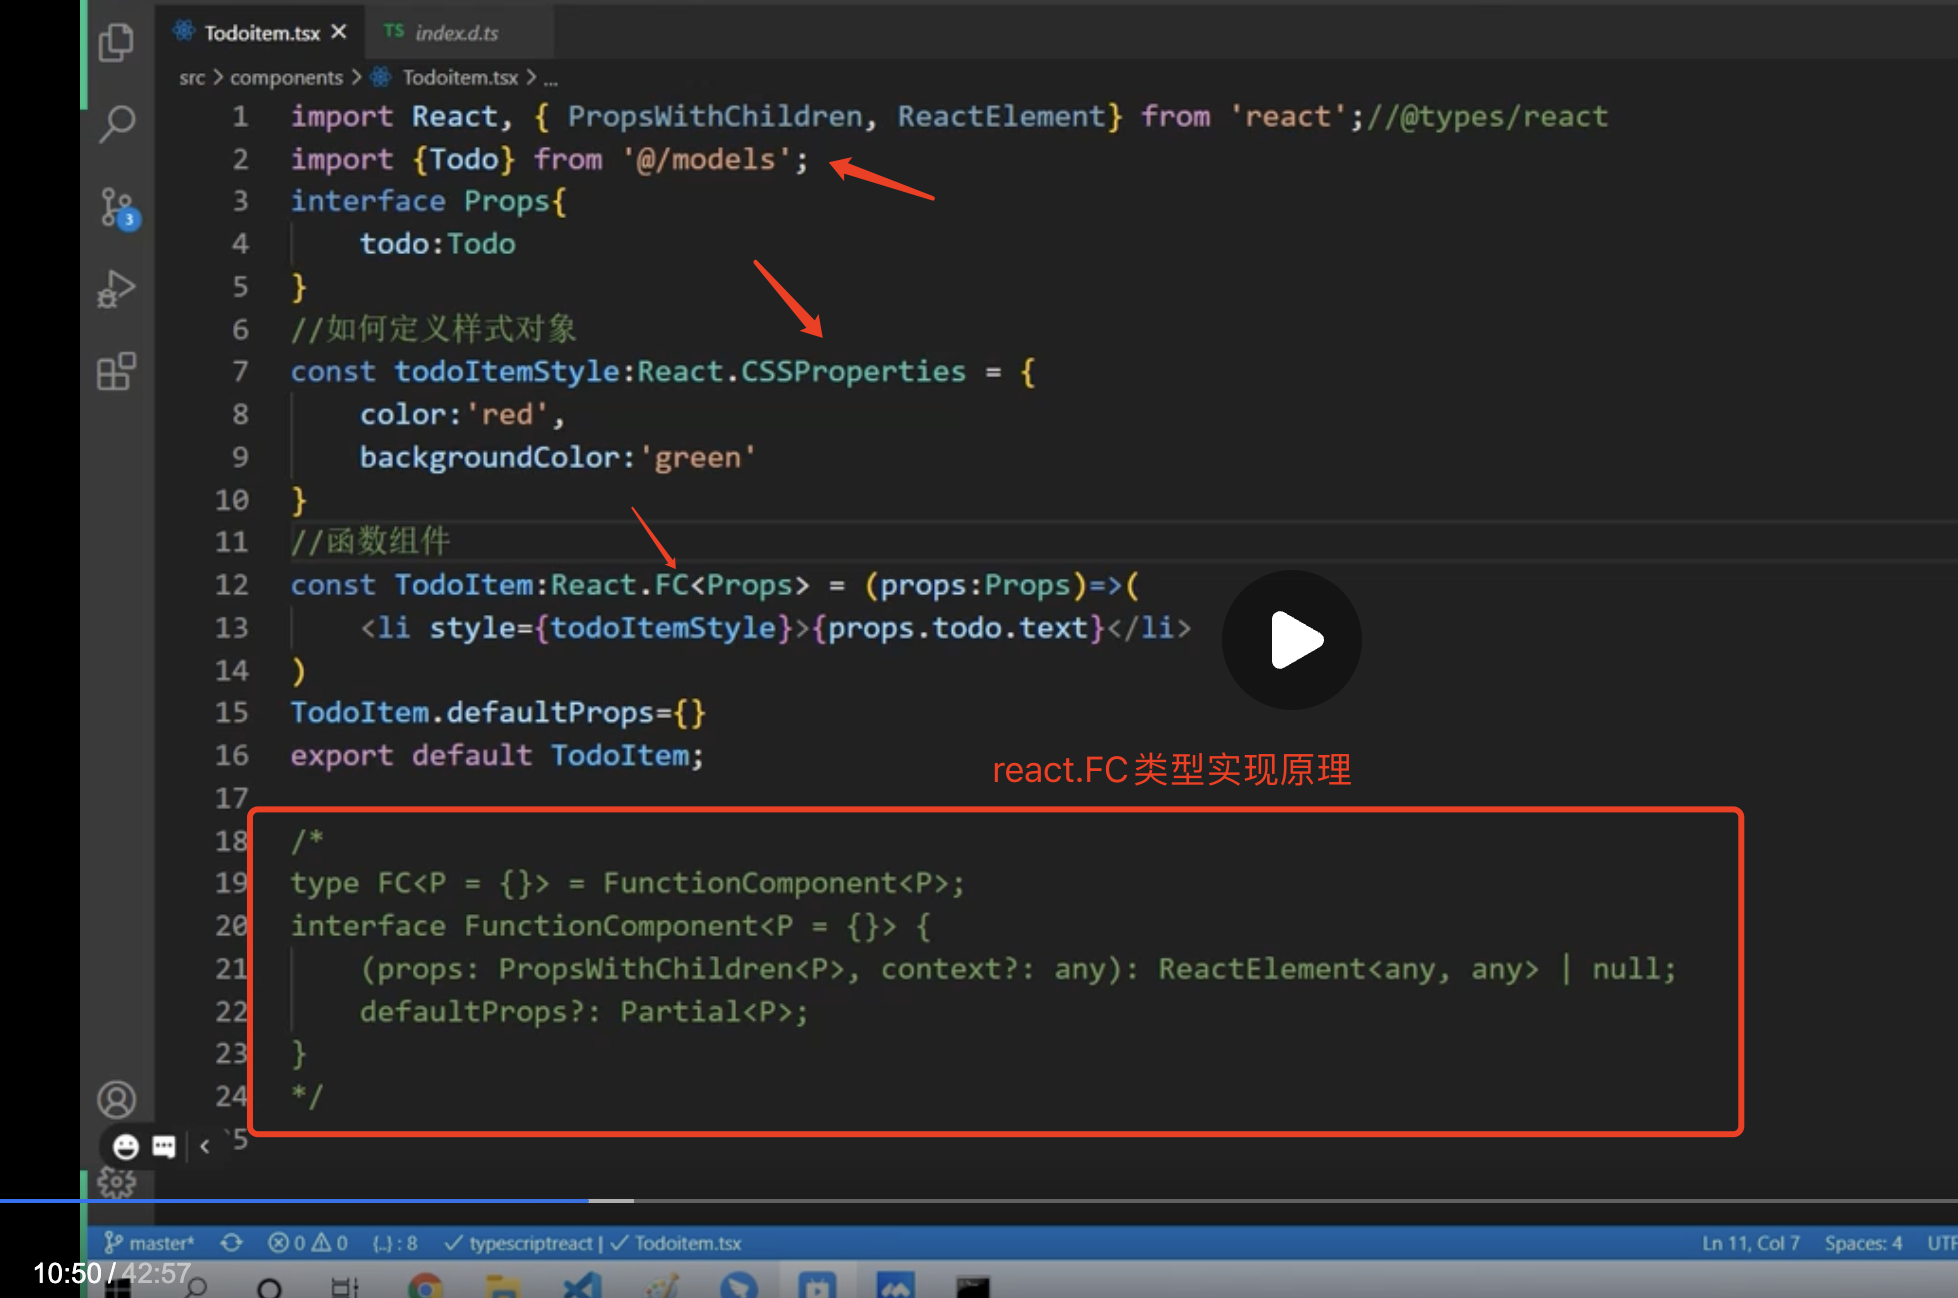 Todoitem.tsx
TS index.d.ts
src > components > Todoitem.tsx > ...
1 import React, { PropsWithChildren, ReactElement} from 'react';//@types/react
2 import {Todo} from '@/models';
3 interface Props{
4 todo:Todo
5 }
6 //如何定义样式对象
7 const todoItemStyle:React.CSSProperties = {
8 color:'red',
9 backgroundColor:'green'
10 }
11 //函数组件
12 const TodoItem:React.FC<Props> = (props:Props)=>(
13 <li style={todoItemStyle}>{props.todo.text}</li>
14 )
15 TodoItem.defaultProps={}
16 export default TodoItem;
react.FC类型实现原理
17
18 /*
19 type FC<P = {}> = FunctionComponent<P>;
20 interface FunctionComponent<P = {}> {
21 (props: PropsWithChildren<P>, context?: any): ReactElement<any, any> | null;
22 defaultProps?: Partial<P>;
23 }
24 */
5
3
master* 0 0 {..} : 8 typescriptreact | Todoitem.tsx Ln 11, Col 7 Spaces: 4 UTF
10:50 / 42:57